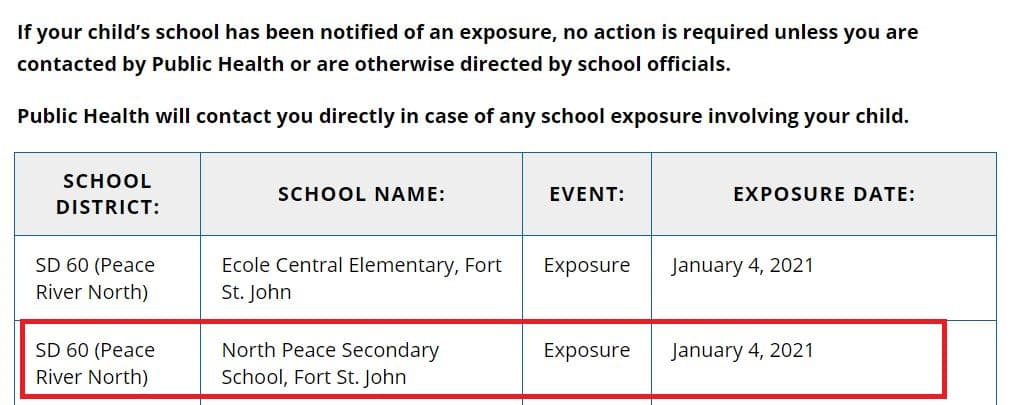 If your child’s school has been notified of an exposure, no action is required unless you are
contacted by Public Health or are otherwise directed by school officials.
Public Health will contact you directly in case of any school exposure involving your child.
SCHOOL
DISTRICT:
SCHOOL NAME:
EVENT:
EXPOSURE DATE:
SD 60 (Peace
River North)
Ecole Central Elementary, Fort
St. John
Exposure
January 4, 2021
SD 60 (Peace
River North)
North Peace Secondary
School, Fort St. John
Exposure
January 4, 2021